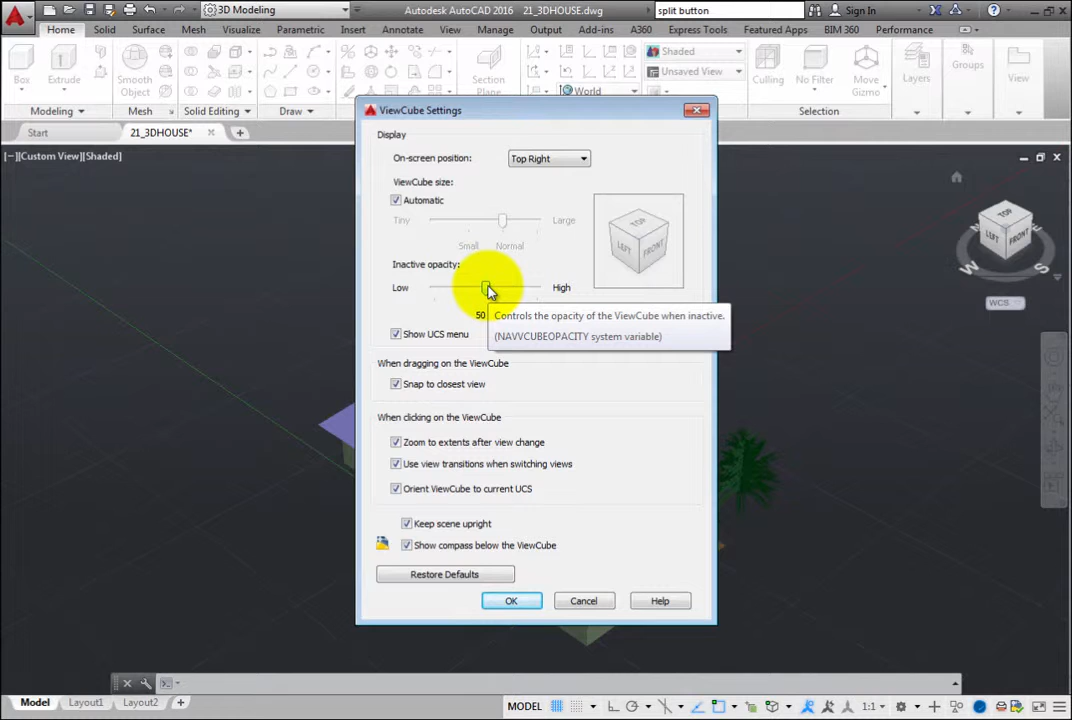 3D Modeling
Autodesk AutoCAD 2016 21_3DHOUSE.dwg
split button
Sign In
Home Solid Surface Mesh Visualize Parametric Insert Annotate View Manage Output Add-ins A360 Express Tools Featured Apps BIM 360 Performance
Box
Extrude
Smooth
Object
Section
Plane
Shaded
Unsaved View
World
Culling
No Filter
Move
Gizmo
Layers
Groups
View
Modeling
Mesh
Solid Editing
Draw
Selection
Start
21_3DHOUSE*
[−][Custom View][Shaded]
ViewCube Settings
Display
On-screen position:
Top Right
ViewCube size:
Automatic
Tiny
Large
Small
Normal
TOP
LEFT
FRONT
Inactive opacity:
Low
High
50
Controls the opacity of the ViewCube when inactive.
(NAVVCUBEOPACITY system variable)
Show UCS menu
When dragging on the ViewCube
Snap to closest view
When clicking on the ViewCube
Zoom to extents after view change
Use view transitions when switching views
Orient ViewCube to current UCS
Keep scene upright
Show compass below the ViewCube
Restore Defaults
OK
Cancel
Help
TOP
LEFT
FRONT
W
S
WCS
Model
Layout1
Layout2
MODEL
1:1